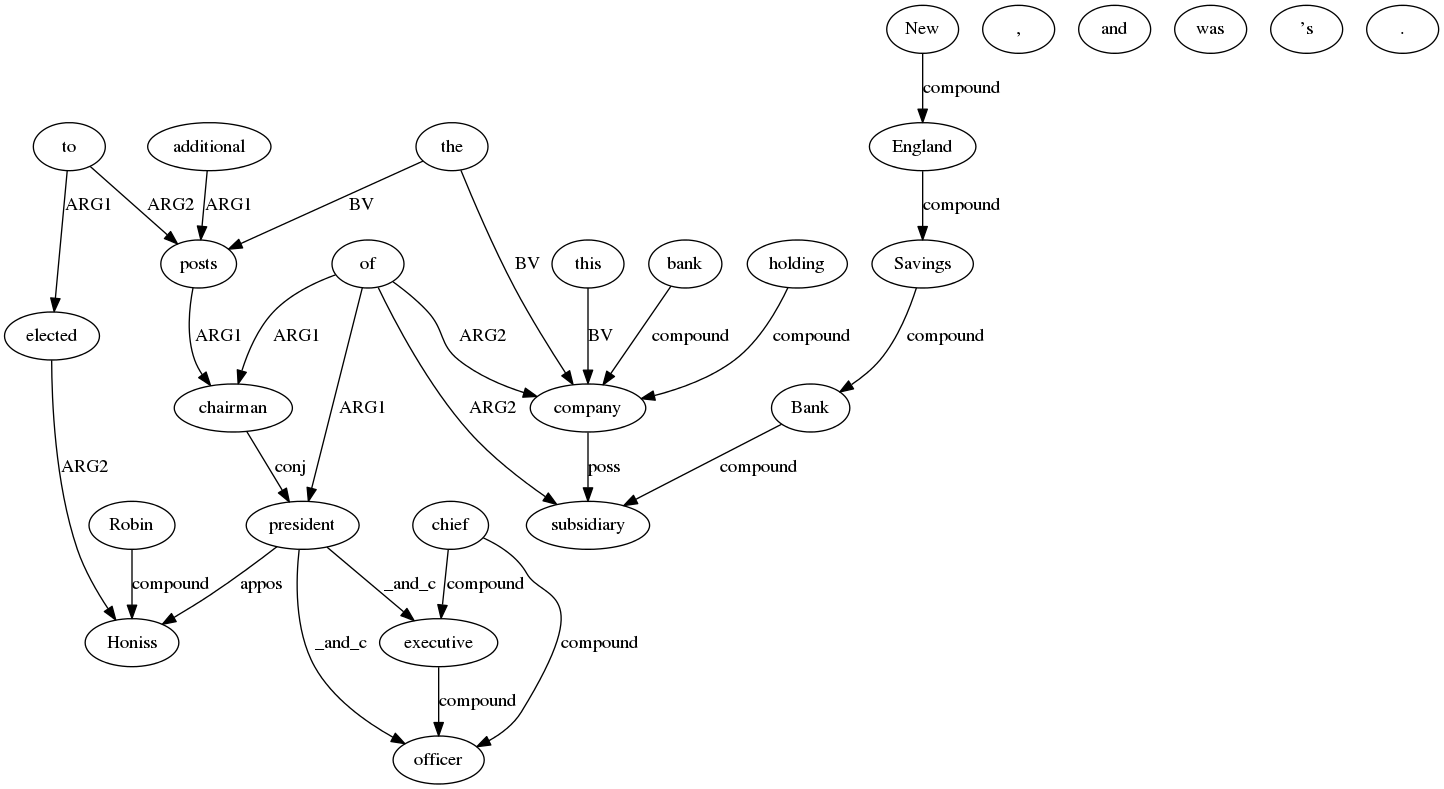 New , and was ’s .
compound
to additional the England
ARG1 ARG2 ARG1 BV compound
posts of this bank holding Savings
BV
elected ARG1 ARG1 ARG2 BV compound compound compound
chairman ARG1 ARG2 company Bank
ARG2 conj poss compound
Robin president chief subsidiary
compound appos _and_c compound
Honiss _and_c executive compound
compound
officer